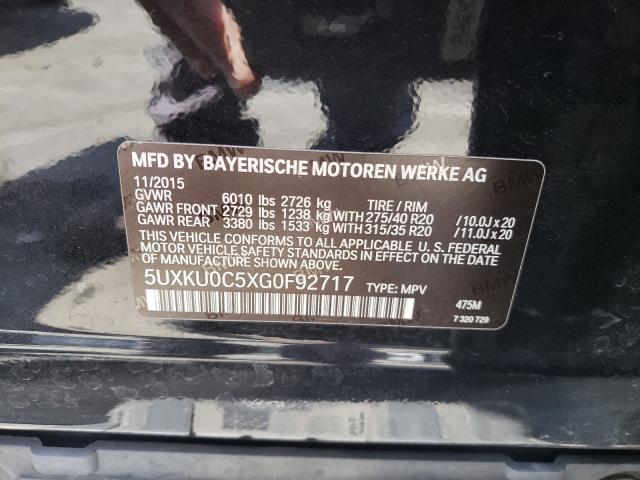 MFD BY BAYERISCHE MOTOREN WERKE AG
11/2015
GVWR 6010 lbs 2726 kg TIRE / RIM
GAWR FRONT 2729 lbs 1238 kg WITH 275/40 R20 /10.0J x 20
GAWR REAR 3380 lbs 1533 kg WITH 315/35 R20 /11.0J x 20
THIS VEHICLE CONFORMS TO ALL APPLICABLE U. S. FEDERAL
MOTOR VEHICLE SAFETY STANDARDS IN EFFECT
ON THE DATE OF MANUFACTURE SHOWN ABOVE.
5UXKU0C5XG0F92717 TYPE: MPV
475M
7 320 729